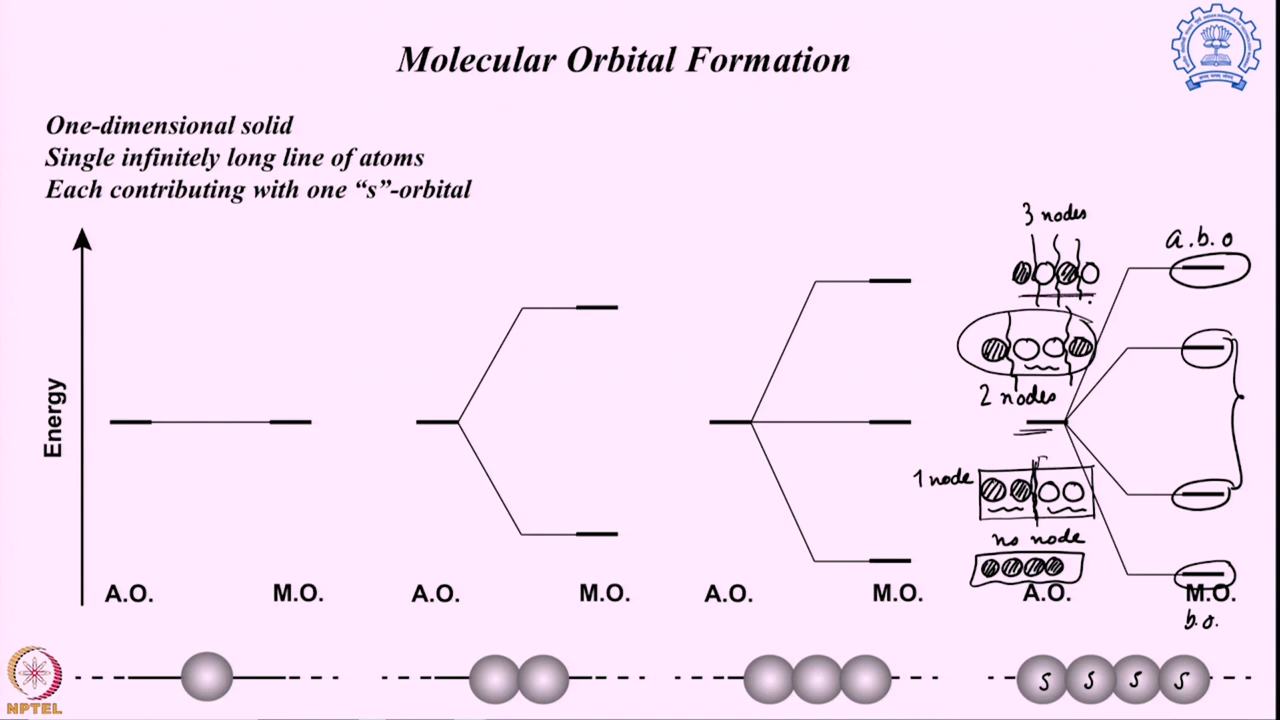 Molecular Orbital Formation
One-dimensional solid
Single infinitely long line of atoms
Each contributing with one “s”-orbital
3 nodes
a.b.o
2 nodes
Energy
1 node
no node
A.O. M.O. A.O. M.O. A.O. M.O. A.O. M.O.
b.o.
s s s s
NPTEL